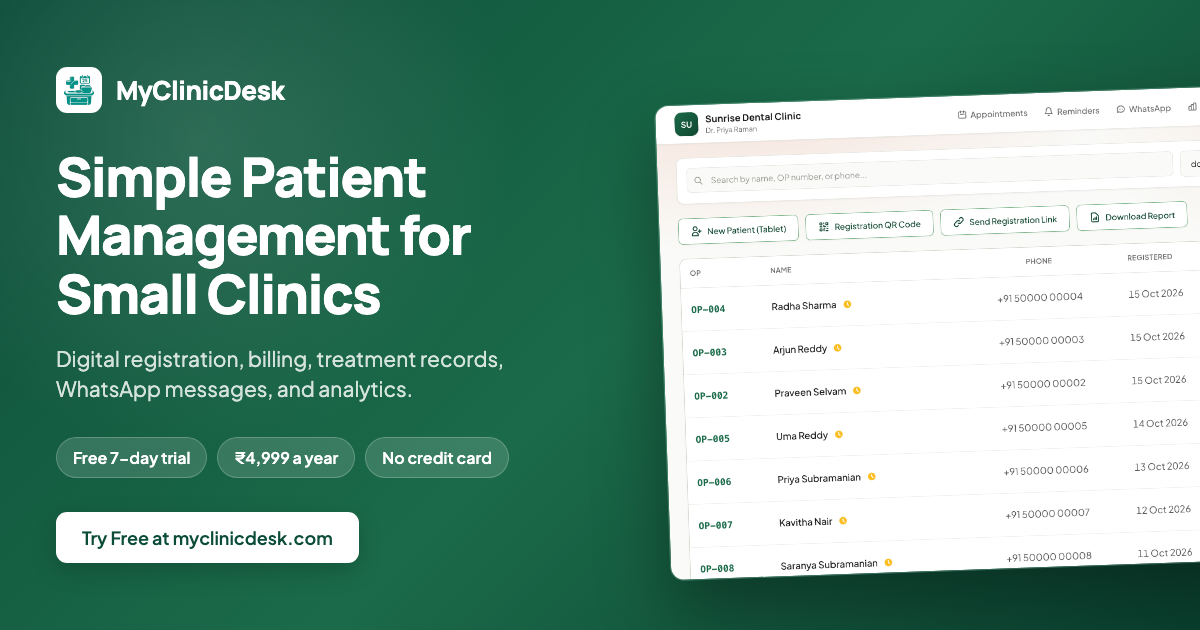 MyClinicDesk
Simple Patient
Management for
Small Clinics
Digital registration, billing, treatment records,
WhatsApp messages, and analytics.
Free 7-day trial
₹4,999 a year
No credit card
Try Free at myclinicdesk.com
SU
Sunrise Dental Clinic
Dr. Priya Raman
Appointments
Reminders
WhatsApp
Search by name, OP number, or phone...
New Patient (Tablet)
Registration QR Code
Send Registration Link
Download Report
OP NAME PHONE REGISTERED
OP-004 Radha Sharma +91 50000 00004 15 Oct 2026
OP-003 Arjun Reddy +91 50000 00003 15 Oct 2026
OP-002 Praveen Selvam +91 50000 00002 15 Oct 2026
OP-005 Uma Reddy +91 50000 00005 14 Oct 2026
OP-006 Priya Subramanian +91 50000 00006 13 Oct 2026
OP-007 Kavitha Nair +91 50000 00007 12 Oct 2026
OP-008 Saranya Subramanian +91 50000 00008 11 Oct 2026